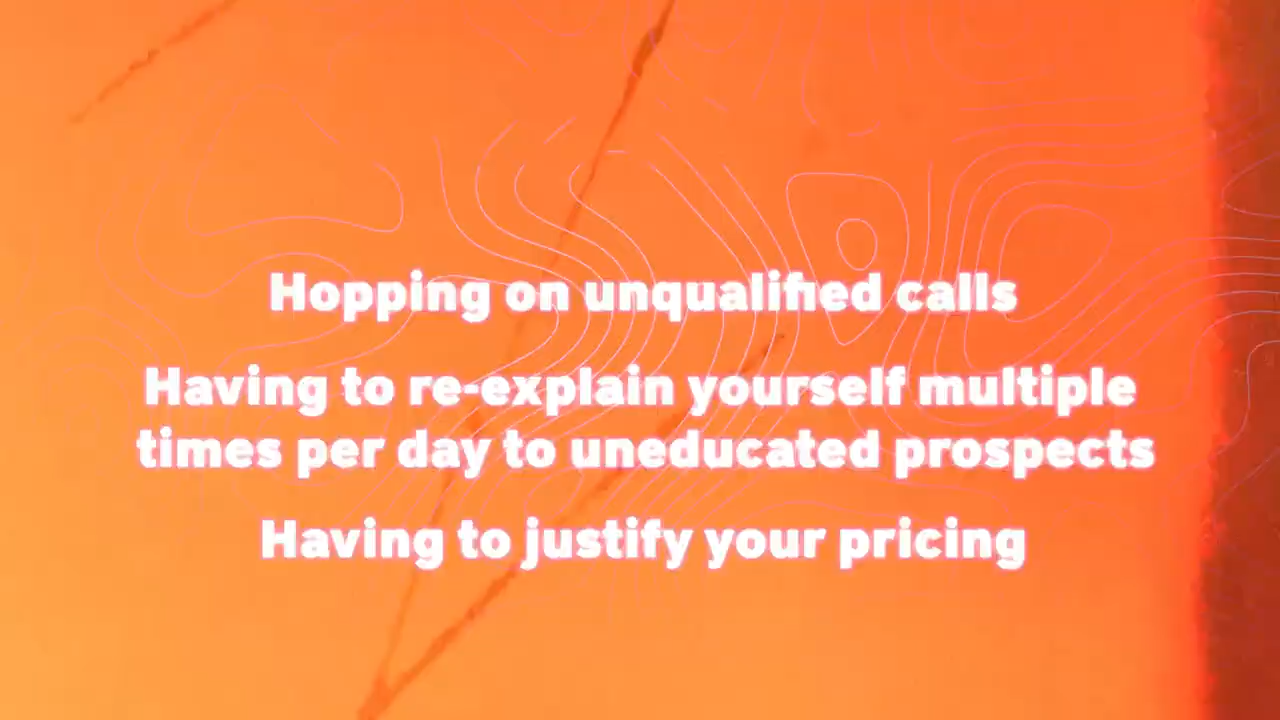 Hopping on unqualified calls
Having to re-explain yourself multiple
times per day to uneducated prospects
Having to justify your pricing